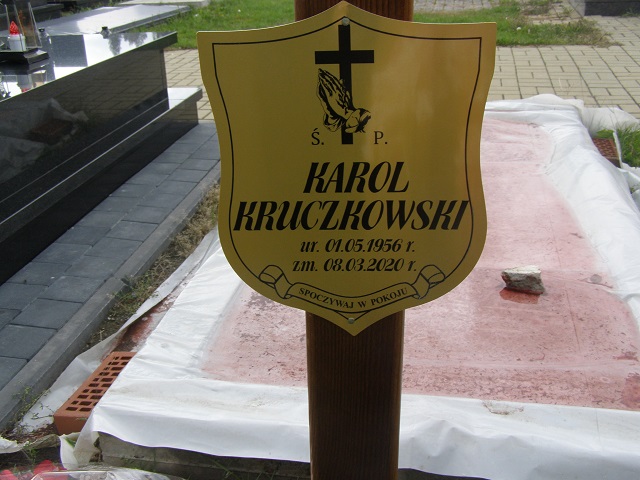 Ś. P.
KAROL
KRUCZKOWSKI
ur. 01.05.1956 r.
zm. 08.03.2020 r.
SPOCZYWAJ W POKOJU